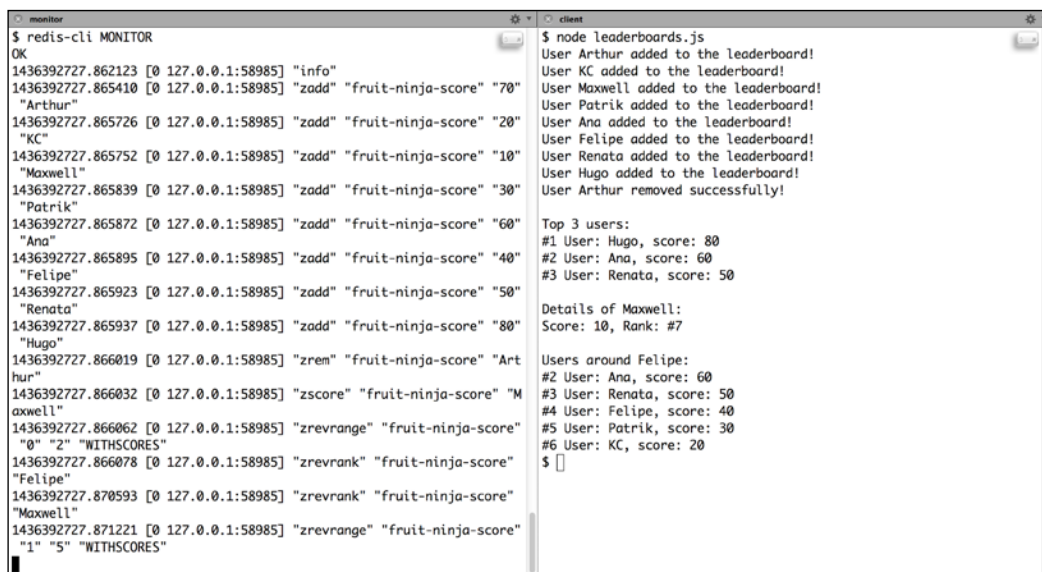 monitor
$ redis-cli MONITOR
OK
1436392727.862123 [0 127.0.0.1:58985] "info"
1436392727.865410 [0 127.0.0.1:58985] "zadd" "fruit-ninja-score" "70"
"Arthur"
1436392727.865726 [0 127.0.0.1:58985] "zadd" "fruit-ninja-score" "20"
"KC"
1436392727.865752 [0 127.0.0.1:58985] "zadd" "fruit-ninja-score" "10"
"Maxwell"
1436392727.865839 [0 127.0.0.1:58985] "zadd" "fruit-ninja-score" "30"
"Patrik"
1436392727.865872 [0 127.0.0.1:58985] "zadd" "fruit-ninja-score" "60"
"Ana"
1436392727.865895 [0 127.0.0.1:58985] "zadd" "fruit-ninja-score" "40"
"Felipe"
1436392727.865923 [0 127.0.0.1:58985] "zadd" "fruit-ninja-score" "50"
"Renata"
1436392727.865937 [0 127.0.0.1:58985] "zadd" "fruit-ninja-score" "80"
"Hugo"
1436392727.866019 [0 127.0.0.1:58985] "zrem" "fruit-ninja-score" "Art
hur"
1436392727.866032 [0 127.0.0.1:58985] "zscore" "fruit-ninja-score" "M
axwell"
1436392727.866062 [0 127.0.0.1:58985] "zrevrange" "fruit-ninja-score"
"0" "2" "WITHSCORES"
1436392727.866078 [0 127.0.0.1:58985] "zrevrank" "fruit-ninja-score"
"Felipe"
1436392727.870593 [0 127.0.0.1:58985] "zrevrank" "fruit-ninja-score"
"Maxwell"
1436392727.871221 [0 127.0.0.1:58985] "zrevrange" "fruit-ninja-score"
"1" "5" "WITHSCORES"
client
$ node leaderboards.js
User Arthur added to the leaderboard!
User KC added to the leaderboard!
User Maxwell added to the leaderboard!
User Patrik added to the leaderboard!
User Ana added to the leaderboard!
User Felipe added to the leaderboard!
User Renata added to the leaderboard!
User Hugo added to the leaderboard!
User Arthur removed successfully!
Top 3 users:
#1 User: Hugo, score: 80
#2 User: Ana, score: 60
#3 User: Renata, score: 50
Details of Maxwell:
Score: 10, Rank: #7
Users around Felipe:
#2 User: Ana, score: 60
#3 User: Renata, score: 50
#4 User: Felipe, score: 40
#5 User: Patrik, score: 30
#6 User: KC, score: 20
$